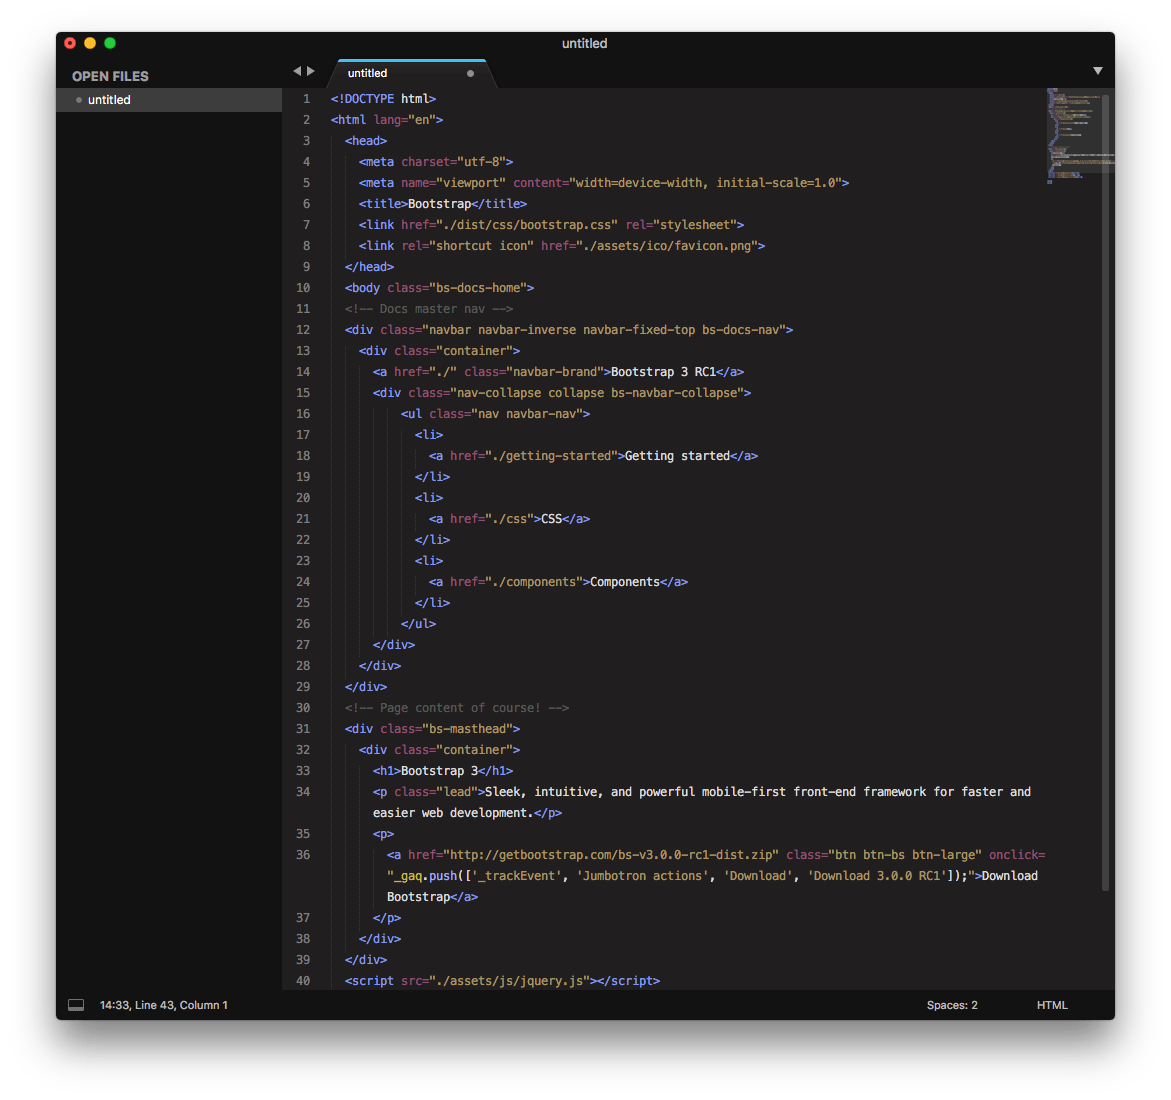 untitled
OPEN FILES
untitled
untitled
1 <!DOCTYPE html>
2 <html lang="en">
3 <head>
4 <meta charset="utf-8">
5 <meta name="viewport" content="width=device-width, initial-scale=1.0">
6 <title>Bootstrap</title>
7 <link href="./dist/css/bootstrap.css" rel="stylesheet">
8 <link rel="shortcut icon" href="./assets/ico/favicon.png">
9 </head>
10 <body class="bs-docs-home">
11 <!-- Docs master nav -->
12 <div class="navbar navbar-inverse navbar-fixed-top bs-docs-nav">
13 <div class="container">
14 <a href="./" class="navbar-brand">Bootstrap 3 RC1</a>
15 <div class="nav-collapse collapse bs-navbar-collapse">
16 <ul class="nav navbar-nav">
17 <li>
18 <a href="./getting-started">Getting started</a>
19 </li>
20 <li>
21 <a href="./css">CSS</a>
22 </li>
23 <li>
24 <a href="./components">Components</a>
25 </li>
26 </ul>
27 </div>
28 </div>
29 </div>
30 <!-- Page content of course! -->
31 <div class="bs-masthead">
32 <div class="container">
33 <h1>Bootstrap 3</h1>
34 <p class="lead">Sleek, intuitive, and powerful mobile-first front-end framework for faster and
easier web development.</p>
35 <p>
36 <a href="http://getbootstrap.com/bs-v3.0.0-rc1-dist.zip" class="btn btn-bs btn-large" onclick=
"_gaq.push(['_trackEvent', 'Jumbotron actions', 'Download', 'Download 3.0.0 RC1']);">Download
Bootstrap</a>
37 </p>
38 </div>
39 </div>
40 <script src="./assets/js/jquery.js"></script>
14:33, Line 43, Column 1
Spaces: 2
HTML